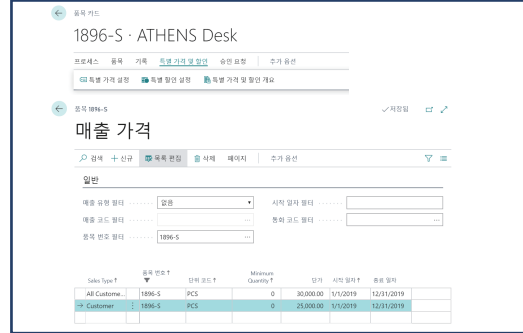 품목 카드
1896-S · ATHENS Desk
프로세스 품목 기록 특별 가격 및 할인 승인 요청 추가 옵션
특별 가격 설정 특별 할인 설정 특별 가격 및 할인 개요
품목 1896-S 저장됨
매출 가격
검색 신규 목록 편집 삭제 페이지 추가 옵션
일반
매출 유형 필터 없음 시작 일자 필터
매출 코드 필터 통화 코드 필터
품목 번호 필터 1896-S
Sales Type 품목 번호 단위 코드 Minimum Quantity 단가 시작 일자 종료 일자
All Custome... 1896-S PCS 0 30,000.00 1/1/2019 12/31/2019
Customer 1896-S PCS 0 25,000.00 1/1/2019 12/31/2019